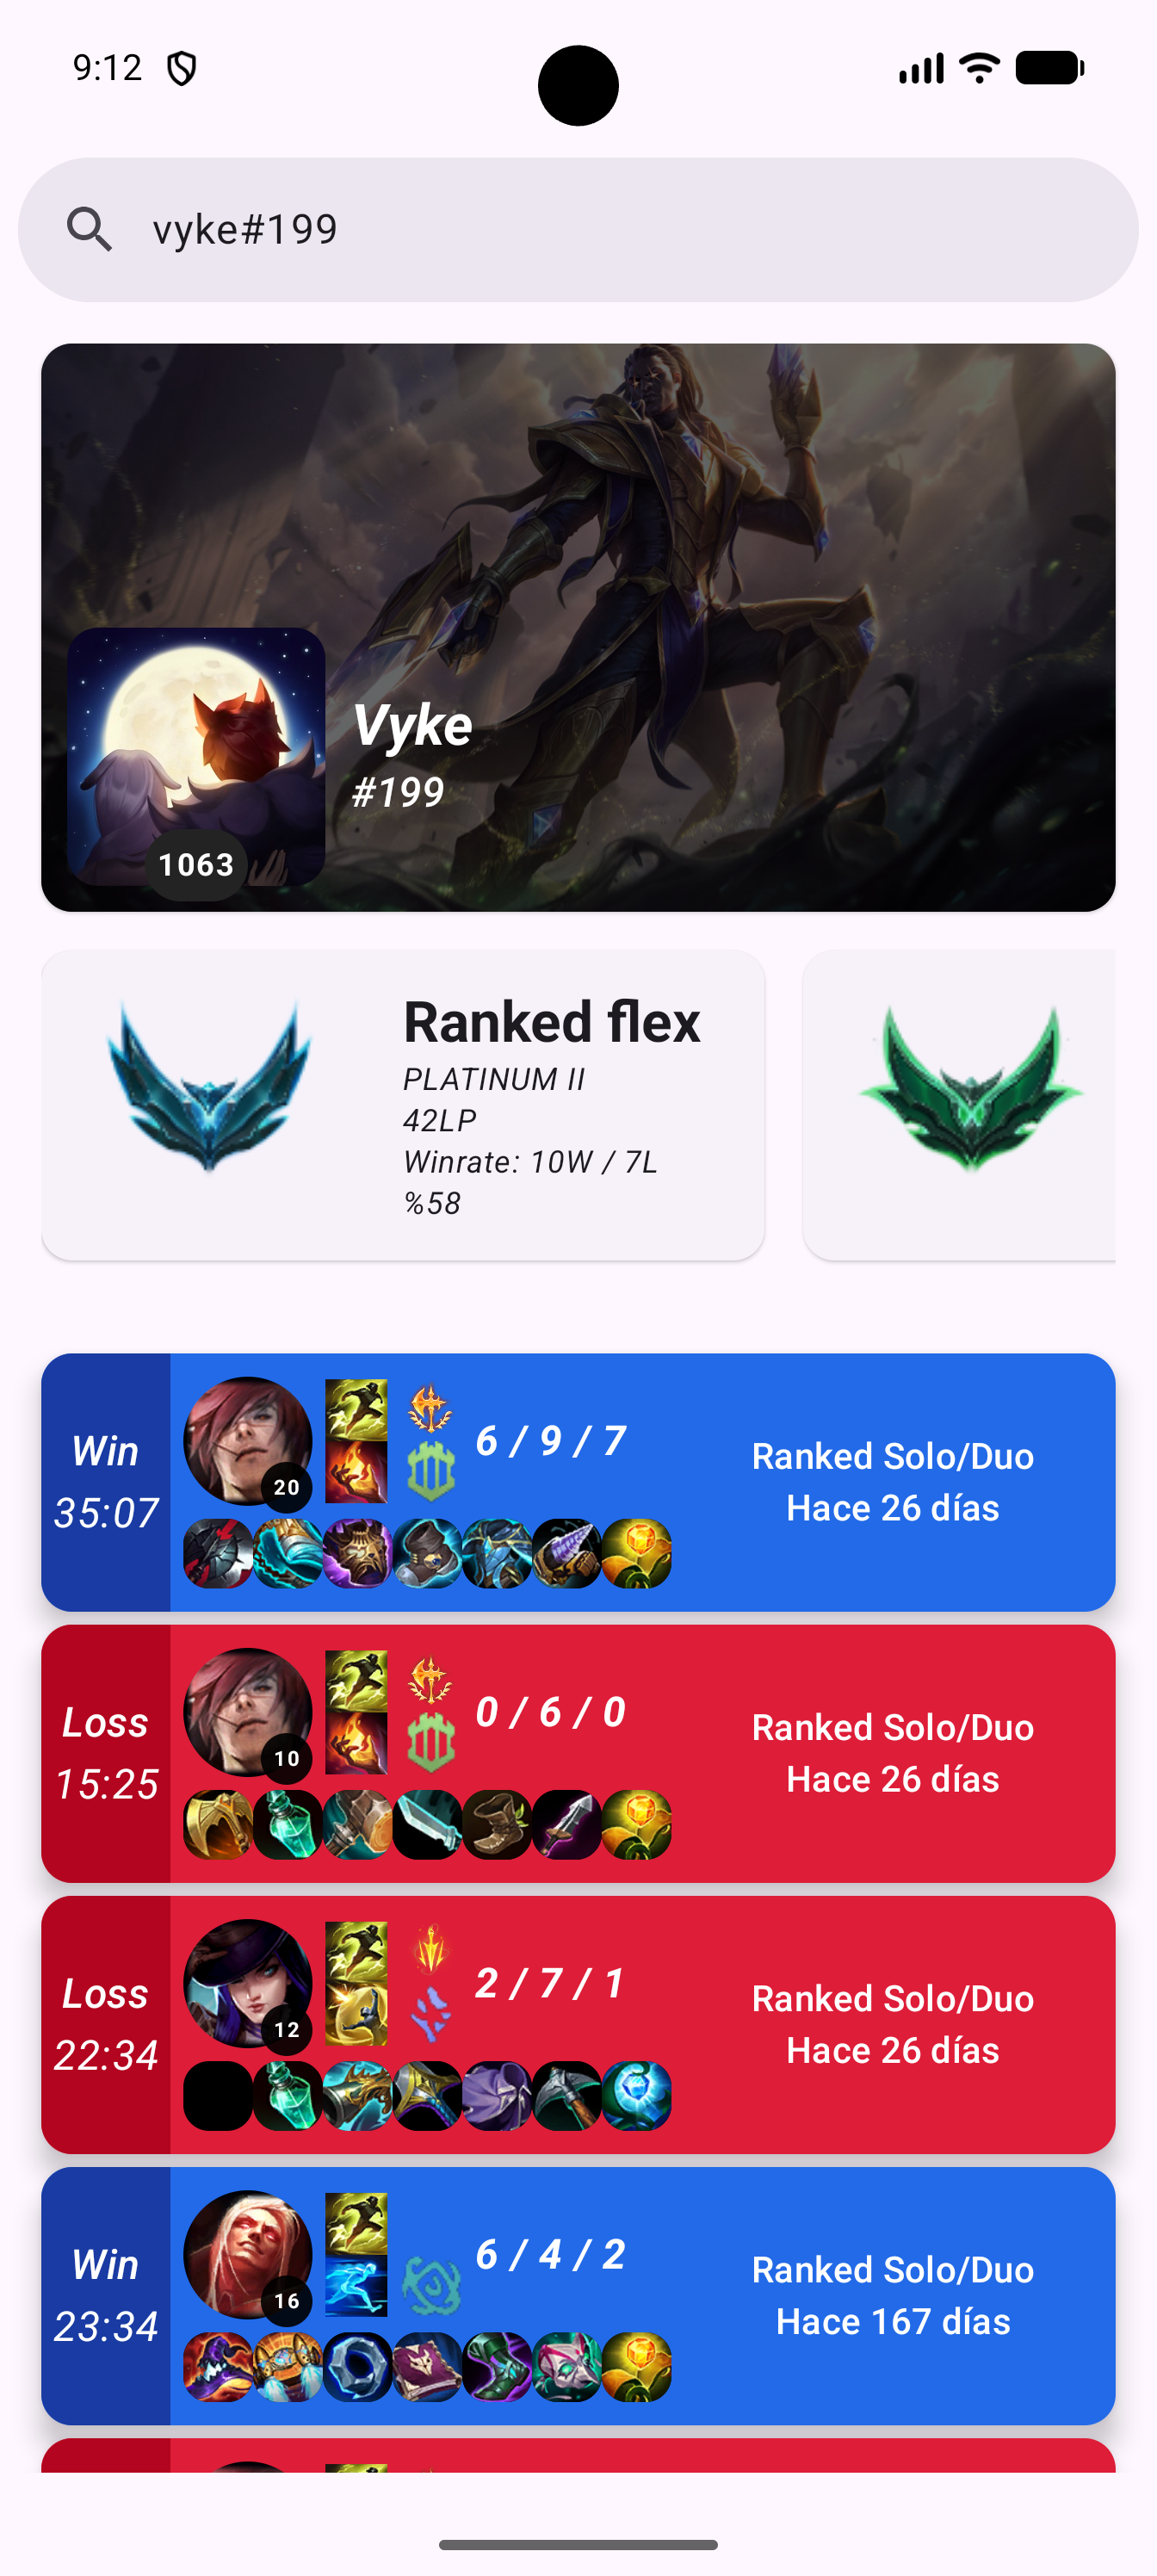 9:12
vyke#199
Vyke
#199
1063
Ranked flex
PLATINUM II
42LP
Winrate: 10W / 7L
%58
Win
35:07
20
6 / 9 / 7
Ranked Solo/Duo
Hace 26 días
Loss
15:25
10
0 / 6 / 0
Ranked Solo/Duo
Hace 26 días
Loss
22:34
12
2 / 7 / 1
Ranked Solo/Duo
Hace 26 días
Win
23:34
16
6 / 4 / 2
Ranked Solo/Duo
Hace 167 días